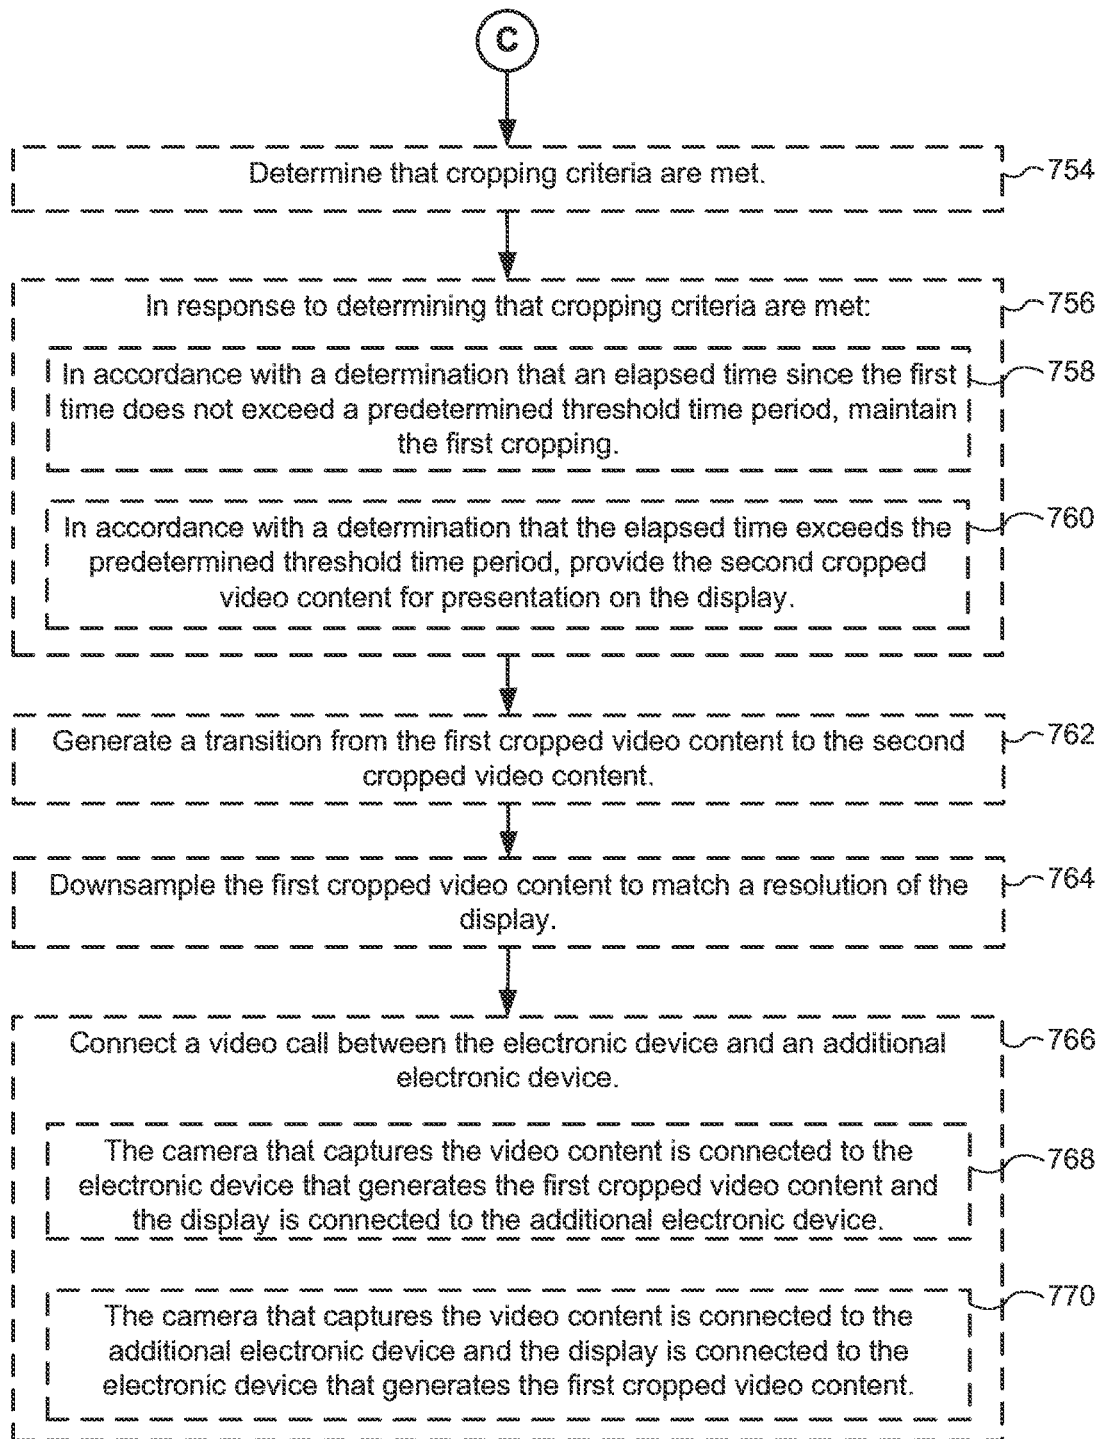 C
Determine that cropping criteria are met.
754
In response to determining that cropping criteria are met:
756
In accordance with a determination that an elapsed time since the first
time does not exceed a predetermined threshold time period, maintain
the first cropping.
758
In accordance with a determination that the elapsed time exceeds the
predetermined threshold time period, provide the second cropped
video content for presentation on the display.
760
Generate a transition from the first cropped video content to the second
cropped video content.
762
Downsample the first cropped video content to match a resolution of the
display.
764
Connect a video call between the electronic device and an additional
electronic device.
766
The camera that captures the video content is connected to the
electronic device that generates the first cropped video content and
the display is connected to the additional electronic device.
768
The camera that captures the video content is connected to the
additional electronic device and the display is connected to the
electronic device that generates the first cropped video content.
770